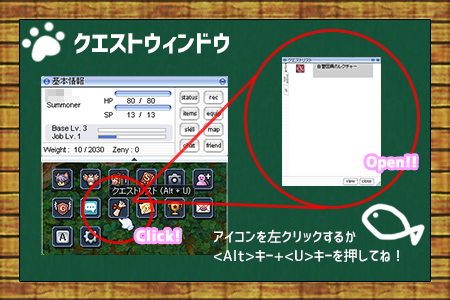 クエストウィンドウ
基本情報
Summoner
HP 80 / 80
SP 13 / 13
Base Lv. 3
Job Lv. 1
Weight : 10 / 2030 Zeny : 0
status rec
items equip
skill map
chat friend
クエストリスト (Alt + U)
Click!
クエストリスト
view close
Open!!
アイコンを左クリックするか
<Alt>キー+<U>キーを押してね！